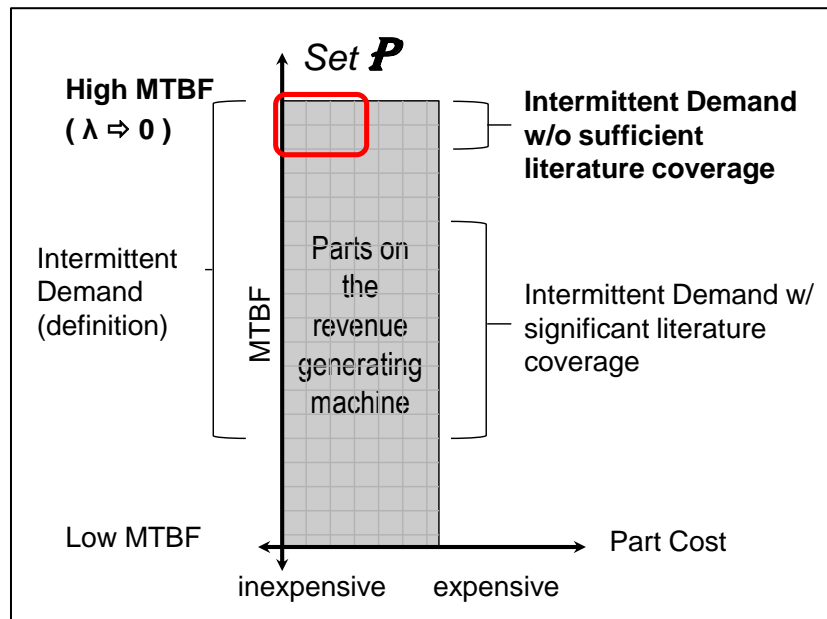 Set P
High MTBF
( λ ⇨ 0 )
Intermittent Demand
w/o sufficient
literature coverage
Intermittent
Demand
(definition)
MTBF
Parts on
the
revenue
generating
machine
Intermittent Demand w/
significant literature
coverage
Low MTBF
Part Cost
inexpensive
expensive